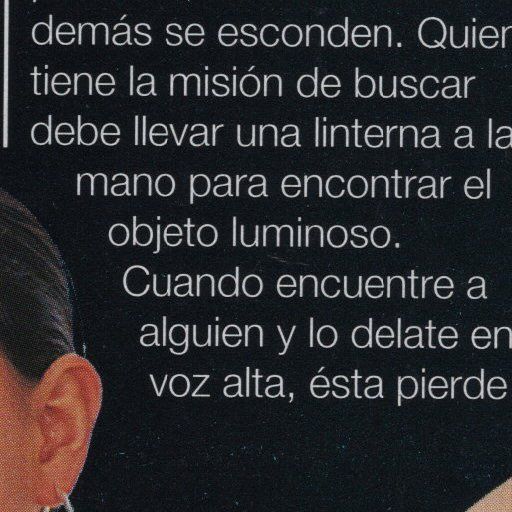 demás se esconden. Quien
tiene la misión de buscar
debe llevar una linterna a la
mano para encontrar el
objeto luminoso.
Cuando encuentre a
alguien y lo delate en
voz alta, ésta pierde